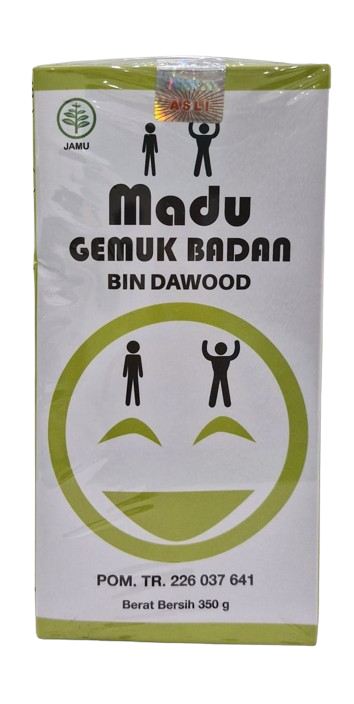 ASLI
JAMU
Madu
GEMUK BADAN
BIN DAWOOD
POM. TR. 226 037 641
Berat Bersih 350 g